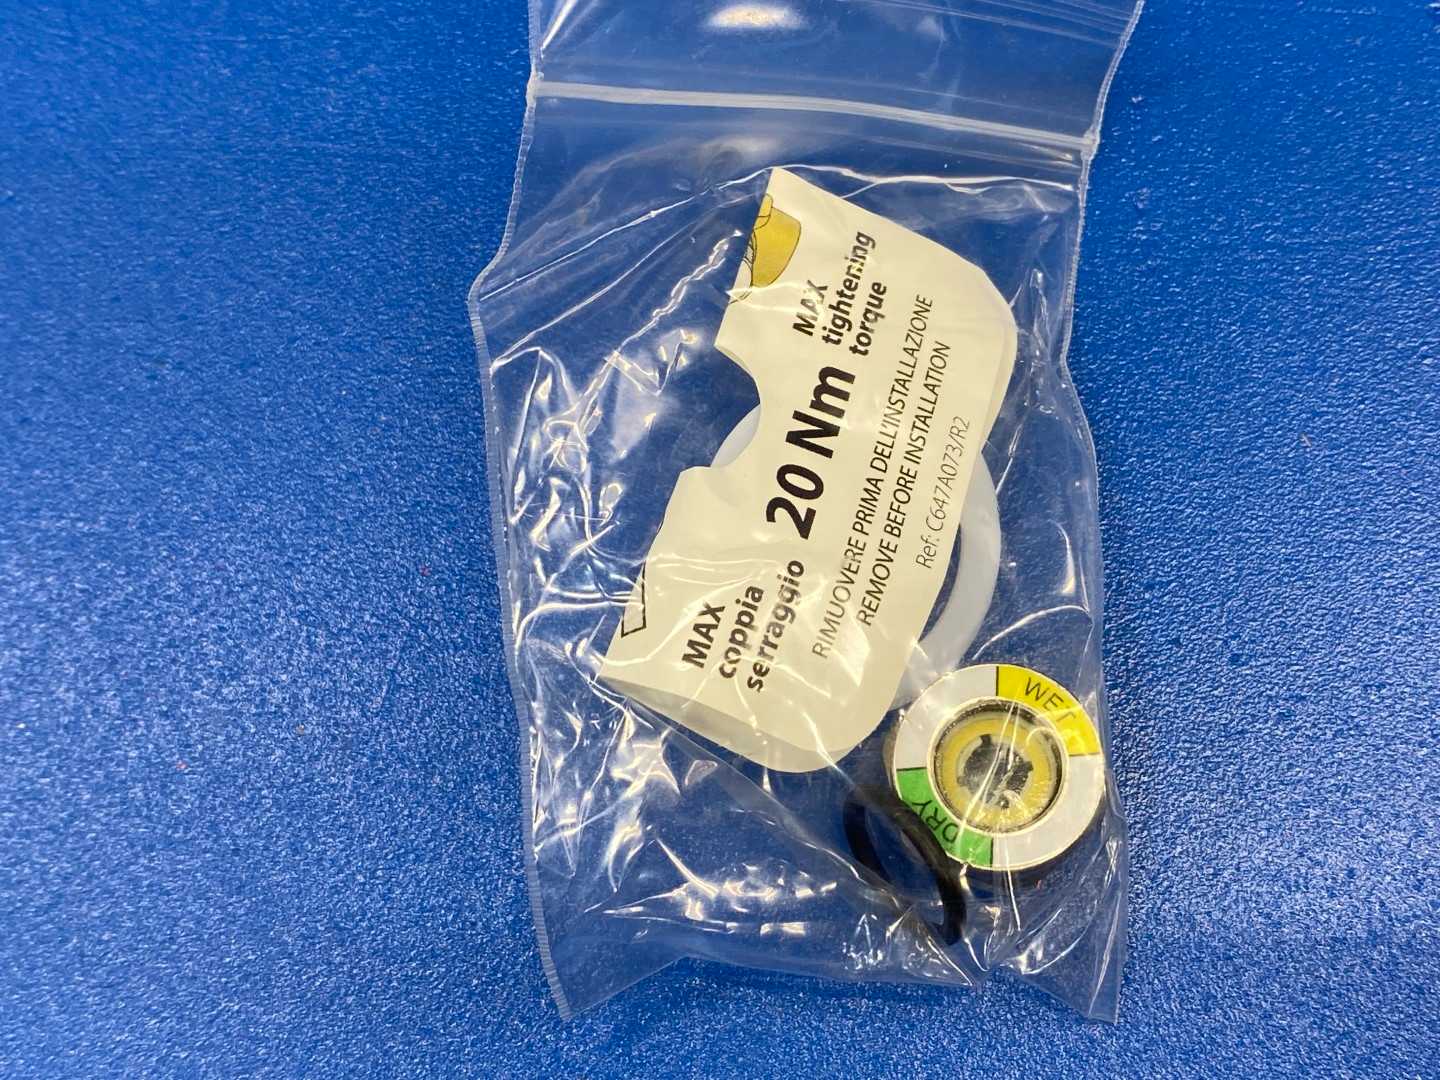 MAX
coppia
serraggio
20 Nm
MAX
tightening
torque
RIMUOVERE PRIMA DELL'INSTALLAZIONE
REMOVE BEFORE INSTALLATION
Ref: C647A073/R2
WET
DRY